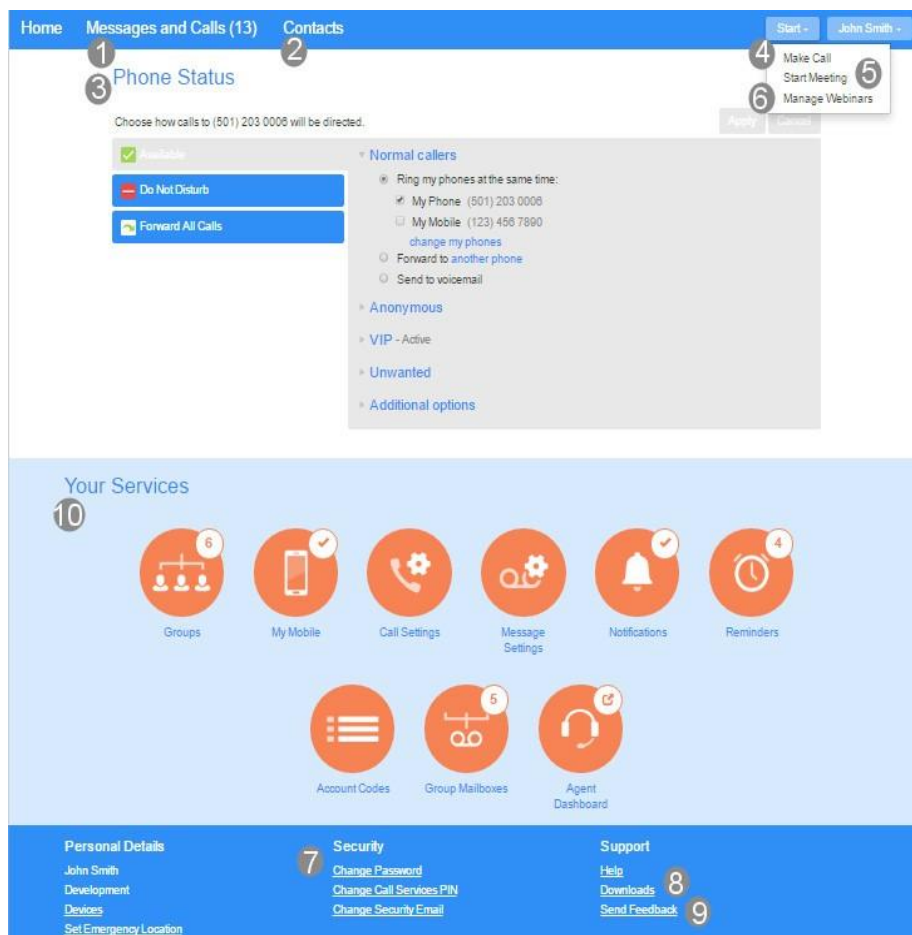 Home Messages and Calls (13) Contacts Start John Smith
1 2 4 Make Call
3 Phone Status Start Meeting 5
6 Manage Webinars
Choose how calls to (501) 203 0006 will be directed. Apply Cancel
Available Normal callers
Ring my phones at the same time:
Do Not Disturb My Phone (501) 203 0006
My Mobile (123) 456 7890
Forward All Calls change my phones
Forward to another phone
Send to voicemail
Anonymous
VIP - Active
Unwanted
Additional options
Your Services
10
6 4
Groups My Mobile Call Settings Message Settings Notifications Reminders
5
Account Codes Group Mailboxes Agent Dashboard
Personal Details Security Support
John Smith 7 Change Password Help
Development Change Call Services PIN Downloads 8
Devices Change Security Email Send Feedback 9
Set Emergency Location